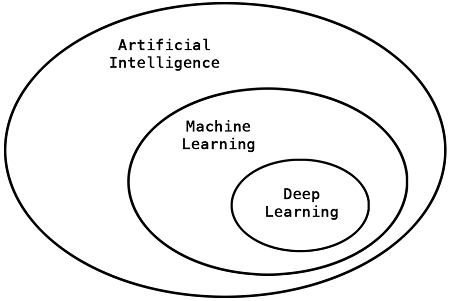 Artificial
Intelligence
Machine
Learning
Deep
Learning